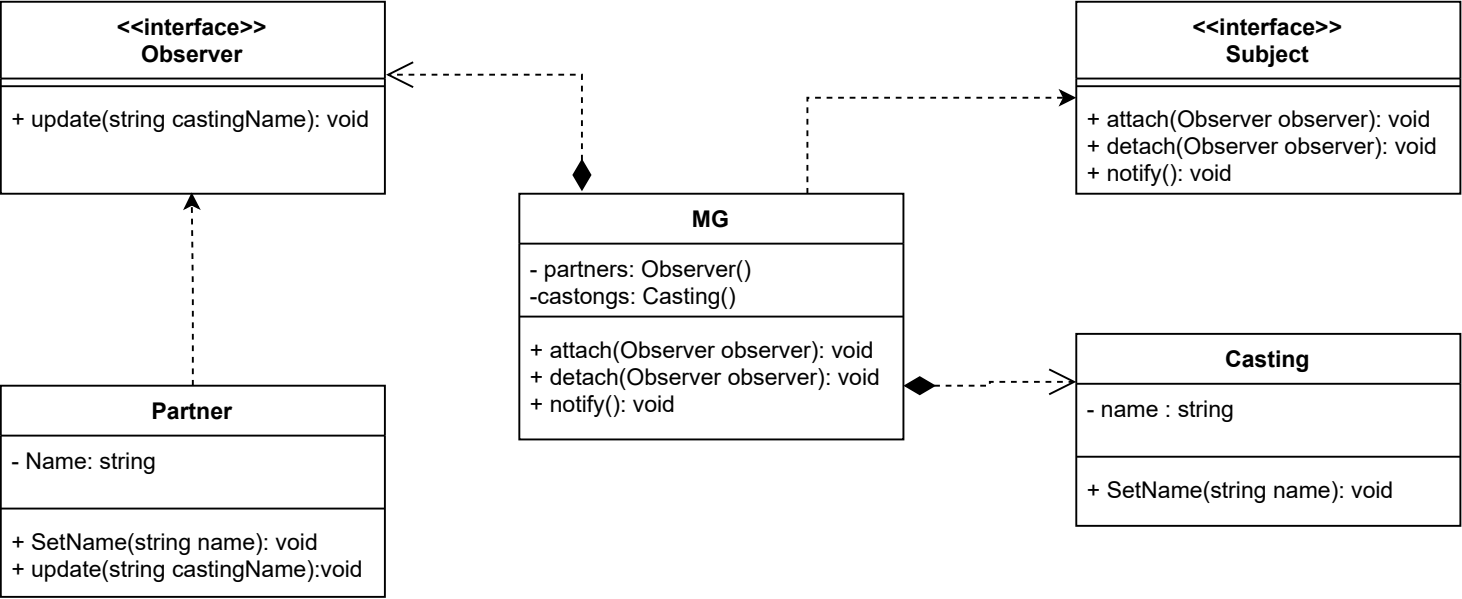 <<interface>>
Observer
+ update(string castingName): void
<<interface>>
Subject
+ attach(Observer observer): void
+ detach(Observer observer): void
+ notify(): void
MG
- partners: Observer()
-castongs: Casting()
+ attach(Observer observer): void
+ detach(Observer observer): void
+ notify(): void
Partner
- Name: string
+ SetName(string name): void
+ update(string castingName):void
Casting
- name : string
+ SetName(string name): void